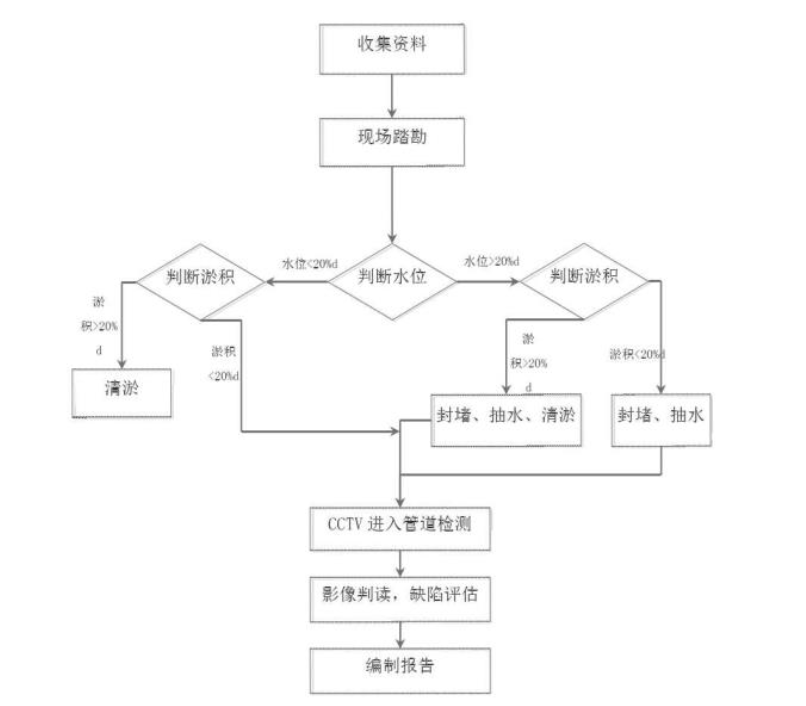 收集资料
现场踏勘
判断淤积
水位<20%d
判断水位
水位>20%d
判断淤积
淤
积>20%
d
清淤
淤积
<20%d
淤
积>20%
d
淤积<20%d
封堵、抽水、清淤
封堵、抽水
CCTV 进入管道检测
影像判读，缺陷评估
编制报告